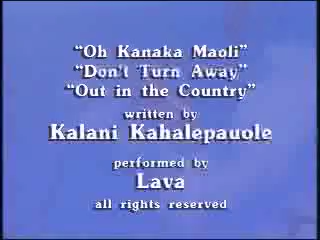 "Oh Kanaka Maoli"
"Don't Turn Away"
"Out in the Country"
written by
Kalani Kahalepauole
performed by
Lava
all rights reserved